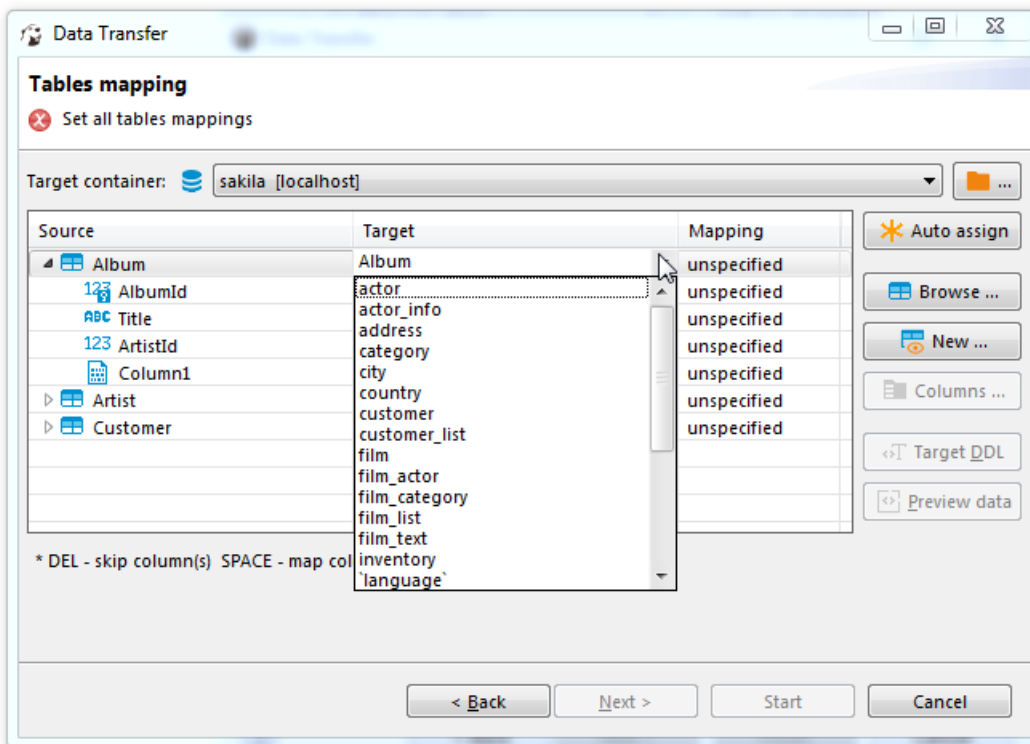 Data Transfer
Tables mapping
Set all tables mappings
Target container: sakila [localhost] ...
Source Target Mapping Auto assign
Album Album unspecified
AlbumId actor unspecified Browse ...
actor_info
Title address unspecified
category
ArtistId city unspecified New ...
Column1 country unspecified
customer Columns ...
Artist customer_list unspecified
Customer film unspecified
film_actor Target DDL
film_category
film_list Preview data
film_text
* DEL - skip column(s) SPACE - map col inventory
`language`
< Back Next > Start Cancel